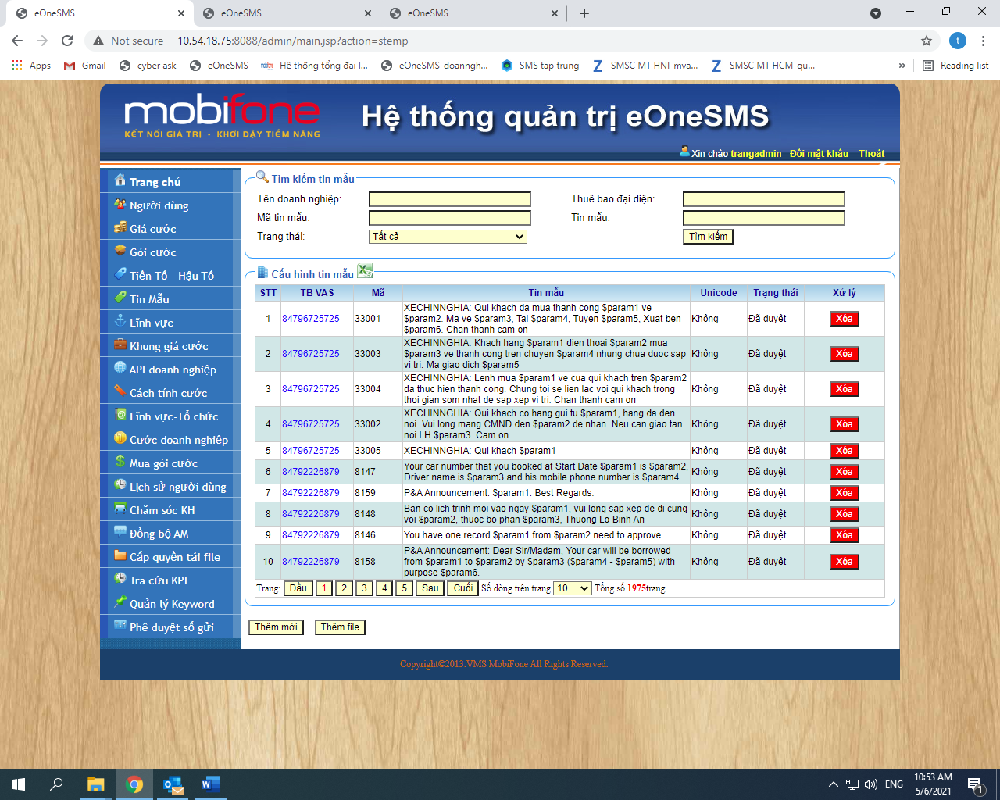 eOneSMS
eOneSMS
eOneSMS
Not secure
10.54.18.75:8088/admin/main.jsp?action=stemp
t
Apps
Gmail
cyber ask
eOneSMS
Hệ thống tổng đại l...
eOneSMS_doanngh...
SMS tap trung
SMSC MT HNI_mva...
SMSC MT HCM_qu...
»
Reading list
mobifone
KẾT NỐI GIÁ TRỊ - KHƠI DẬY TIỀM NĂNG
Hệ thống quản trị eOneSMS
Xin chào trangadmin Đổi mật khẩu Thoát
Trang chủ
Người dùng
Giá cước
Gói cước
Tiền Tố - Hậu Tố
Tin Mẫu
Lĩnh vực
Khung giá cước
API doanh nghiệp
Cách tính cước
Lĩnh vực-Tổ chức
Cước doanh nghiệp
Mua gói cước
Lịch sử người dùng
Chăm sóc KH
Đồng bộ AM
Cấp quyền tải file
Tra cứu KPI
Quản lý Keyword
Phê duyệt số gửi
Tìm kiếm tin mẫu
Tên doanh nghiệp:
Thuê bao đại diện:
Mã tin mẫu:
Tin mẫu:
Trạng thái:
Tất cả
Tìm kiếm
Cấu hình tin mẫu
STT TB VAS Mã Tin mẫu Unicode Trạng thái Xử lý
1 84796725725 33001 XECHINNGHIA: Qui khach da mua thanh cong $param1 ve
$param2. Ma ve $param3, Tai $param4, Tuyen $param5, Xuat ben
$param6. Chan thanh cam on Không Đã duyệt Xóa
2 84796725725 33003 XECHINNGHIA: Khach hang $param1 dien thoai $param2 mua
$param3 ve thanh cong tren chuyen $param4 nhung chua duoc sap
vi tri. Ma giao dich $param5 Không Đã duyệt Xóa
3 84796725725 33004 XECHINNGHIA: Lenh mua $param1 ve cua qui khach tren $param2
da thuc hien thanh cong. Chung toi se lien lac voi qui khach trong
thoi gian som nhat de sap xep vi tri. Chan thanh cam on Không Đã duyệt Xóa
4 84796725725 33002 XECHINNGHIA: Qui khach co hang gui tu $param1, hang da den
noi. Vui long mang CMND den $param2 de nhan. Neu can giao tan
noi LH $param3. Cam on Không Đã duyệt Xóa
5 84796725725 33005 XECHINNGHIA: Qui khach $param1 Không Đã duyệt Xóa
6 84792226879 8147 Your car number that you booked at Start Date $param1 is $param2,
Driver name is $param3 and his mobile phone number is $param4 Không Đã duyệt Xóa
7 84792226879 8159 P&A Announcement: $param1. Best Regards. Không Đã duyệt Xóa
8 84792226879 8148 Ban co lich trinh moi vao ngay $param1, vui long sap xep de di cung
voi $param2, thuoc bo phan $param3, Thuong Lo Binh An Không Đã duyệt Xóa
9 84792226879 8146 You have one record $param1 from $param2 need to approve Không Đã duyệt Xóa
10 84792226879 8158 P&A Announcement: Dear Sir/Madam, Your car will be borrowed
from $param1 to $param2 by $param3 ($param4 - $param5) with
purpose $param6. Không Đã duyệt Xóa
Trang: Đầu 1 2 3 4 5 Sau Cuối Số dòng trên trang 10 Tổng số 1975trang
Thêm mới Thêm file
Copyright©2013.VMS MobiFone All Rights Reserved.
ENG
10:53 AM
5/6/2021
1